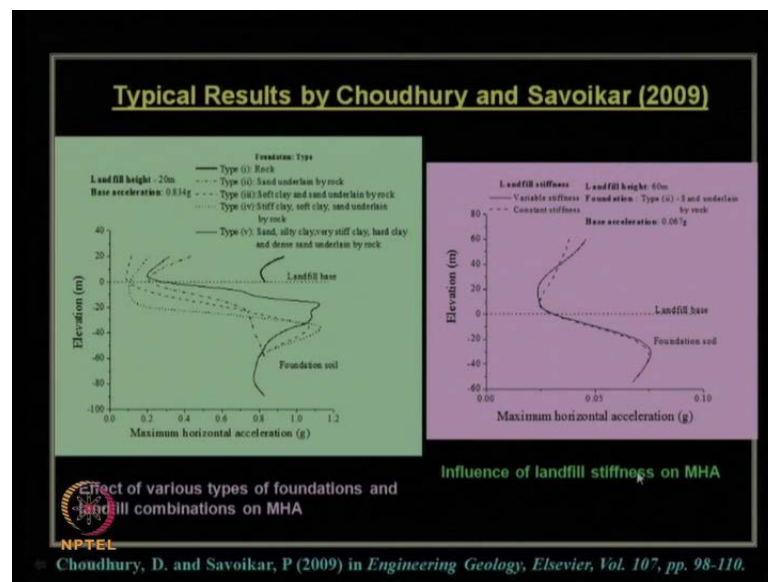 Typical Results by Choudhury and Savoikar (2009)
Foundation: Type
Landfill height - 20m
Base acceleration: 0.834g
Type (i): Rock
Type (ii): Sand underlain by rock
Type (iii): Soft clay and sand underlain by rock
Type (iv): Stiff clay, soft clay, sand underlain
by rock
Type (v): Sand, silty clay, very stiff clay, hard clay
and dense sand underlain by rock
Elevation (m)
40
20
0
-20
-40
-60
-80
-100
Landfill base
Foundation soil
0.0 0.2 0.4 0.6 0.8 1.0 1.2
Maximum horizontal acceleration (g)
Effect of various types of foundations and
landfill combinations on MHA
Landfill stiffness
Variable stiffness
Constant stiffness
Landfill height: 60m
Foundation : Type (ii) - Sand underlain
by rock
Base acceleration: 0.067g
Elevation (m)
80
60
40
20
0
-20
-40
-60
Landfill base
Foundation soil
0.00 0.05 0.10
Maximum horizontal acceleration (g)
Influence of landfill stiffness on MHA
NPTEL
Choudhury, D. and Savoikar, P (2009) in Engineering Geology, Elsevier, Vol. 107, pp. 98-110.